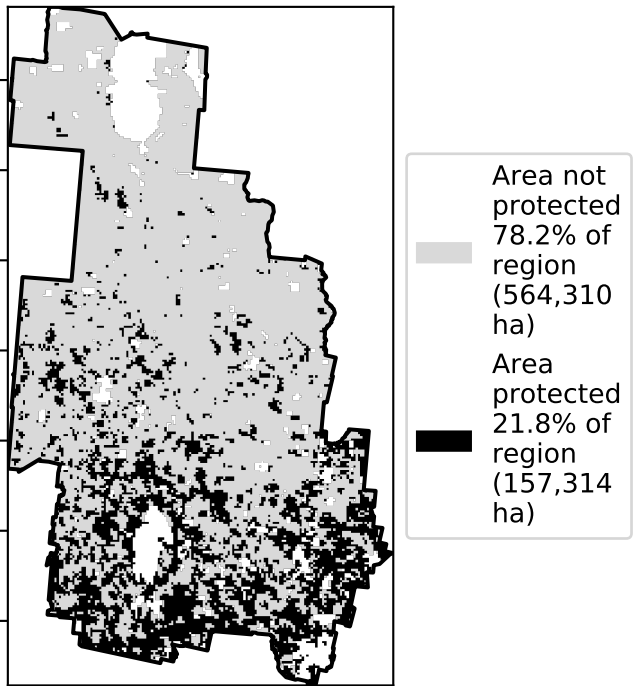 Area not
protected
78.2% of
region
(564,310
ha)
Area
protected
21.8% of
region
(157,314
ha)